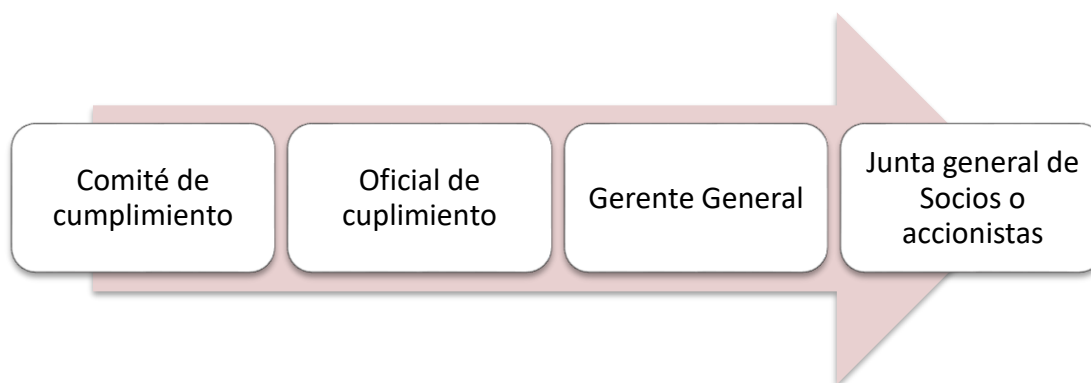 Comité de
cumplimiento
Oficial de
cuplimiento
Gerente General
Junta general de
Socios o
accionistas